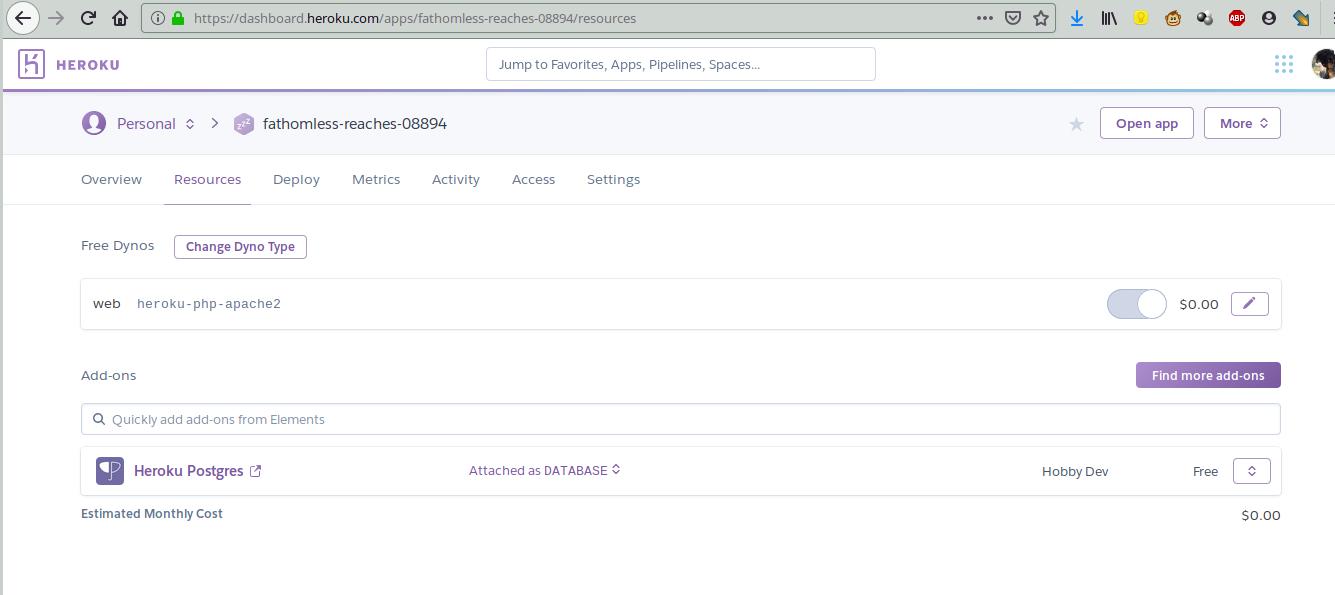 https://dashboard.heroku.com/apps/fathomless-reaches-08894/resources
ABP
HEROKU
Jump to Favorites, Apps, Pipelines, Spaces...
Personal
zzz
fathomless-reaches-08894
Open app
More
Overview Resources Deploy Metrics Activity Access Settings
Free Dynos
Change Dyno Type
web heroku-php-apache2 $0.00
Add-ons
Find more add-ons
Quickly add add-ons from Elements
Heroku Postgres Attached as DATABASE Hobby Dev Free
Estimated Monthly Cost $0.00